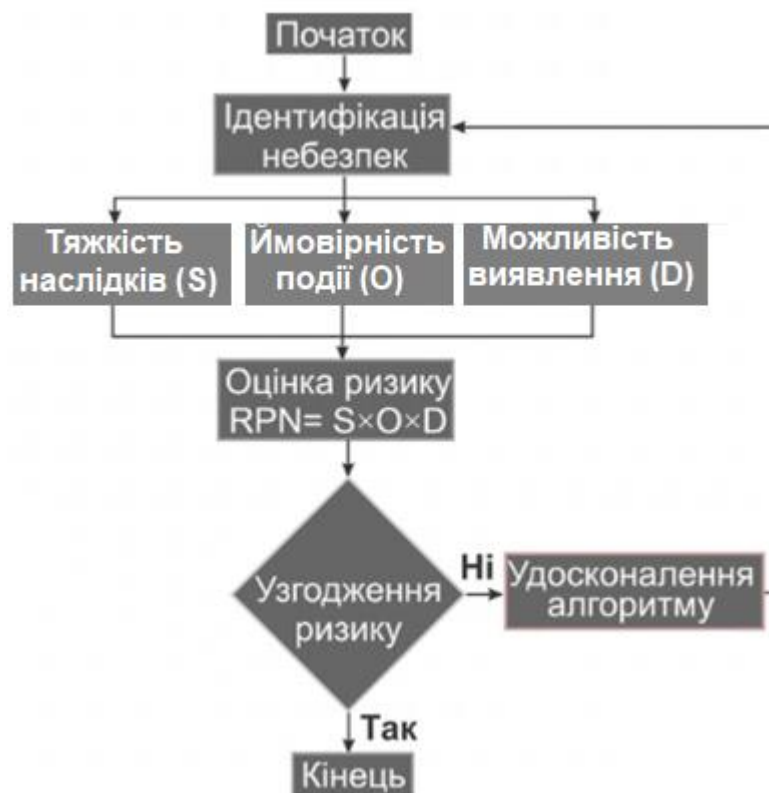 Початок
Ідентифікація
небезпек
Тяжкість
наслідків (S)
Ймовірність
події (O)
Можливість
виявлення (D)
Оцінка ризику
RPN= S×O×D
Узгодження
ризику
Ні
Удосконалення
алгоритму
Так
Кінець